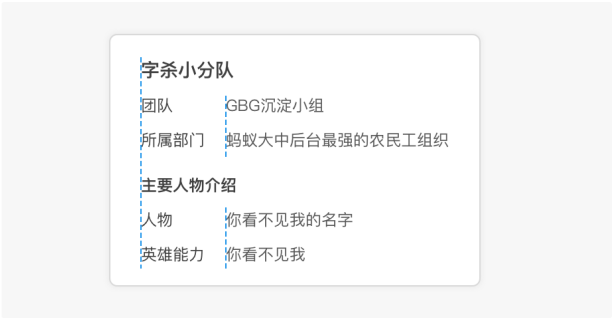 字杀小分队
团队 GBG沉淀小组
所属部门 蚂蚁大中后台最强的农民工组织
主要人物介绍
人物 你看不见我的名字
英雄能力 你看不见我